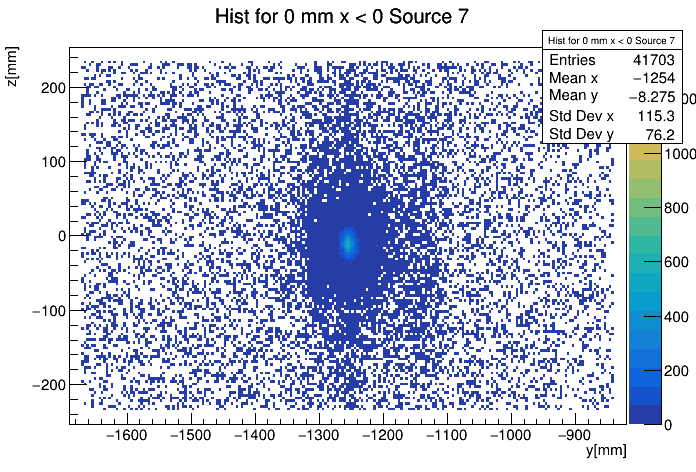 Hist for 0 mm x < 0 Source 7
Hist for 0 mm x < 0 Source 7
Entries 41703
Mean x −1254
Mean y −8.275
Std Dev x 115.3
Std Dev y 76.2
z[mm]
200
100
0
−100
−200
−1600 −1500 −1400 −1300 −1200 −1100 −1000 −900
y[mm]
1000
800
600
400
200
0